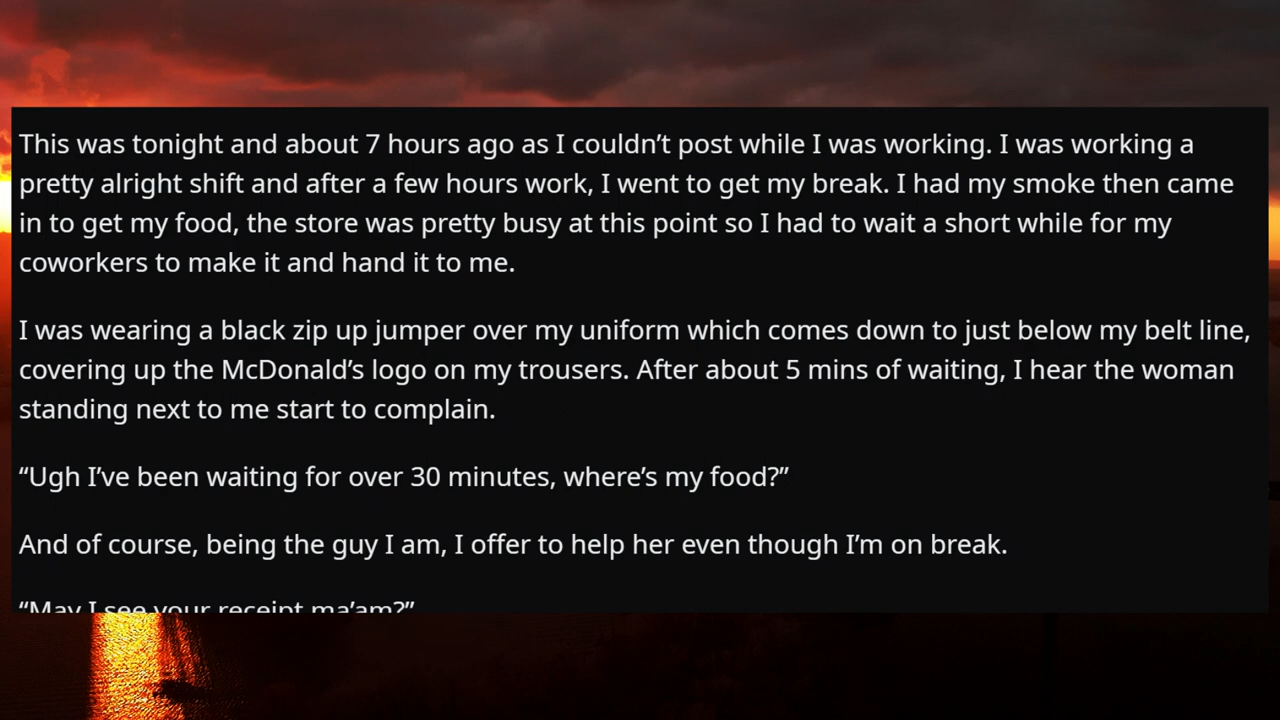 This was tonight and about 7 hours ago as I couldn’t post while I was working. I was working a
pretty alright shift and after a few hours work, I went to get my break. I had my smoke then came
in to get my food, the store was pretty busy at this point so I had to wait a short while for my
coworkers to make it and hand it to me.
I was wearing a black zip up jumper over my uniform which comes down to just below my belt line,
covering up the McDonald’s logo on my trousers. After about 5 mins of waiting, I hear the woman
standing next to me start to complain.
“Ugh I’ve been waiting for over 30 minutes, where’s my food?”
And of course, being the guy I am, I offer to help her even though I’m on break.
“May I see your receipt ma’am?”